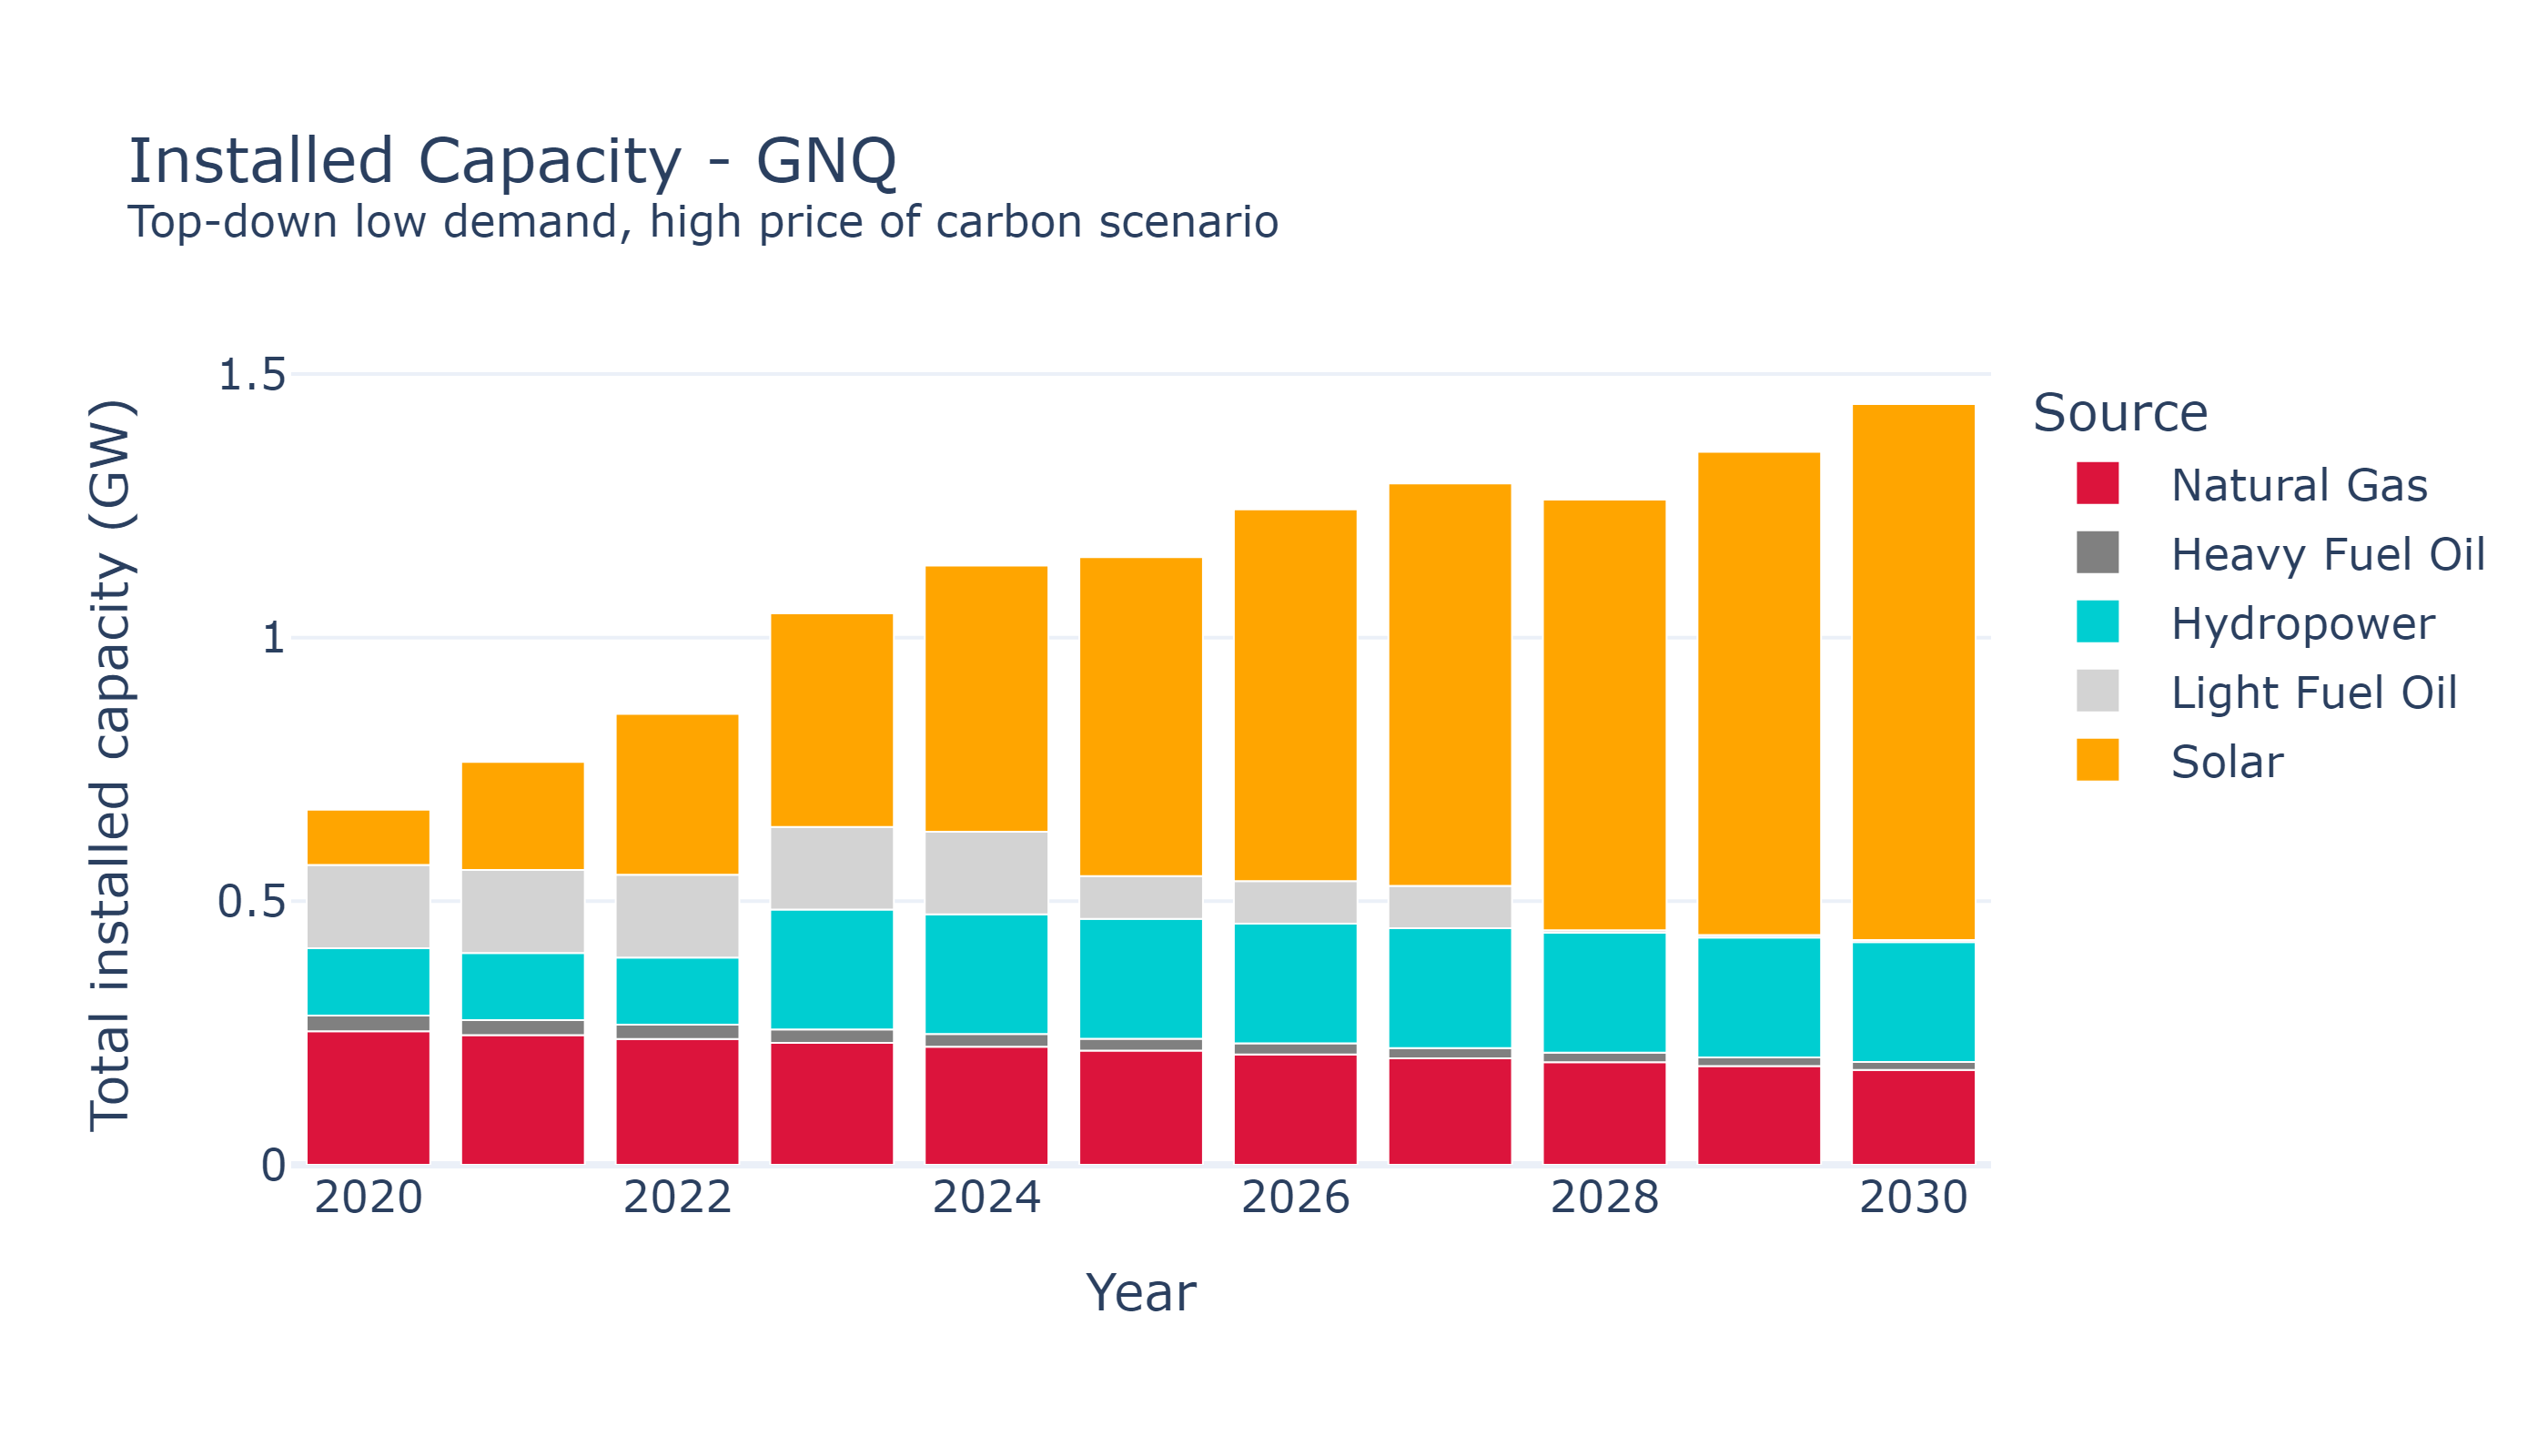 Installed Capacity - GNQ
Top-down low demand, high price of carbon scenario
Total installed capacity (GW)
1.5
1
0.5
0
2020 2022 2024 2026 2028 2030
Year
Source
Natural Gas
Heavy Fuel Oil
Hydropower
Light Fuel Oil
Solar